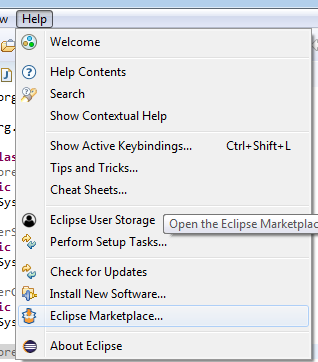 Help
Welcome
Help Contents
Search
Show Contextual Help
Show Active Keybindings... Ctrl+Shift+L
Tips and Tricks...
Cheat Sheets...
Eclipse User Storage
Open the Eclipse Marketplac
Perform Setup Tasks...
Check for Updates
Install New Software...
Eclipse Marketplace...
About Eclipse